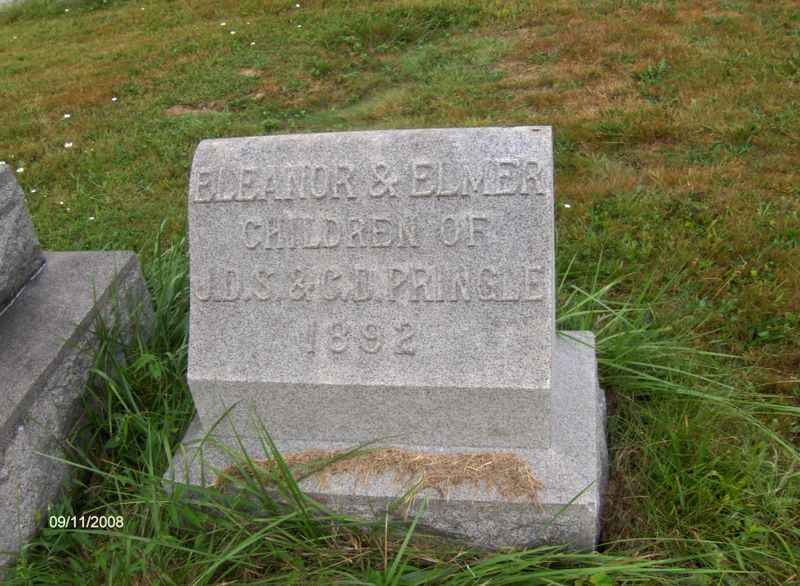 ELEANOR & ELMER
CHILDREN OF
J.D.S. & C.D. PRINGLE
1892
09/11/2008